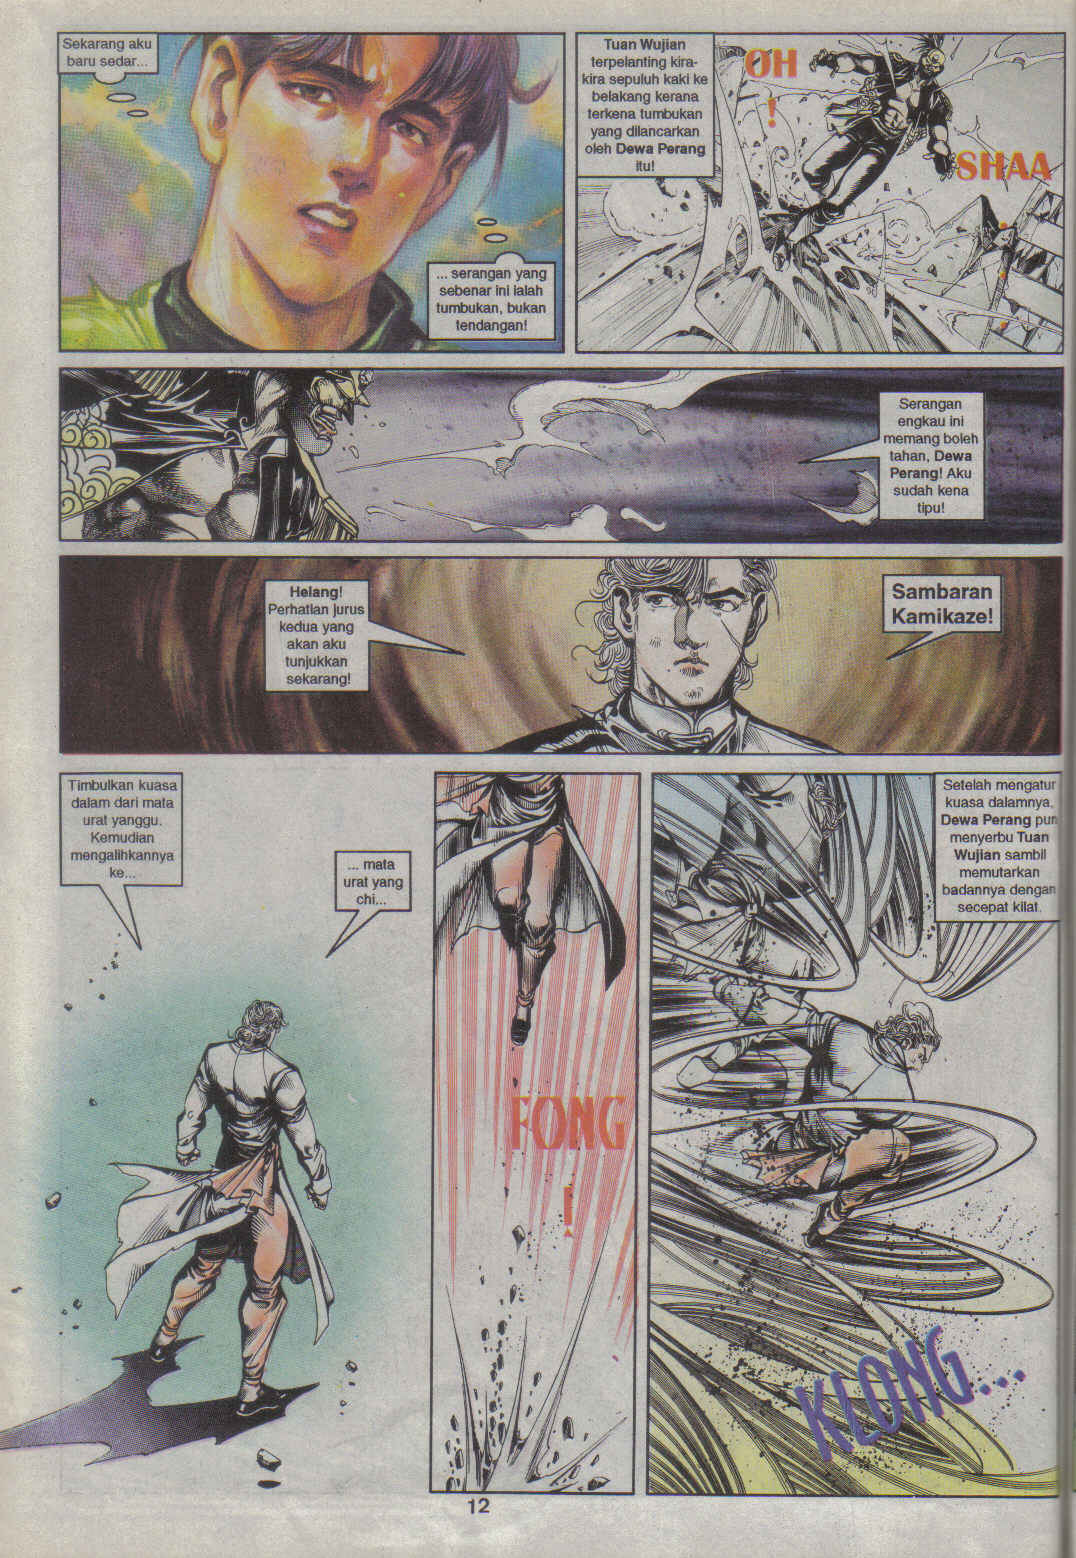 Sekarang aku
baru sedar...
... serangan yang
sebenar ini ialah
tumbukan, bukan
tendangan!
Tuan Wujian
terpelanting kira-
kira sepuluh kaki ke
belakang kerana
terkena tumbukan
yang dilancarkan
oleh Dewa Perang
itu!
OH
!
SHAA
Serangan
engkau ini
memang boleh
tahan, Dewa
Perang! Aku
sudah kena
tipu!
Helang!
Perhatian jurus
kedua yang
akan aku
tunjukkan
sekarang!
Sambaran
Kamikaze!
Timbulkan kuasa
dalam dari mata
urat yanggu.
Kemudian
mengalihkannya
ke...
... mata
urat yang
chi...
FONG
!
Setelah mengatur
kuasa dalamnya,
Dewa Perang pun
menyerbu Tuan
Wujian sambil
memutarkan
badannya dengan
secepat kilat.
KLONG...
12